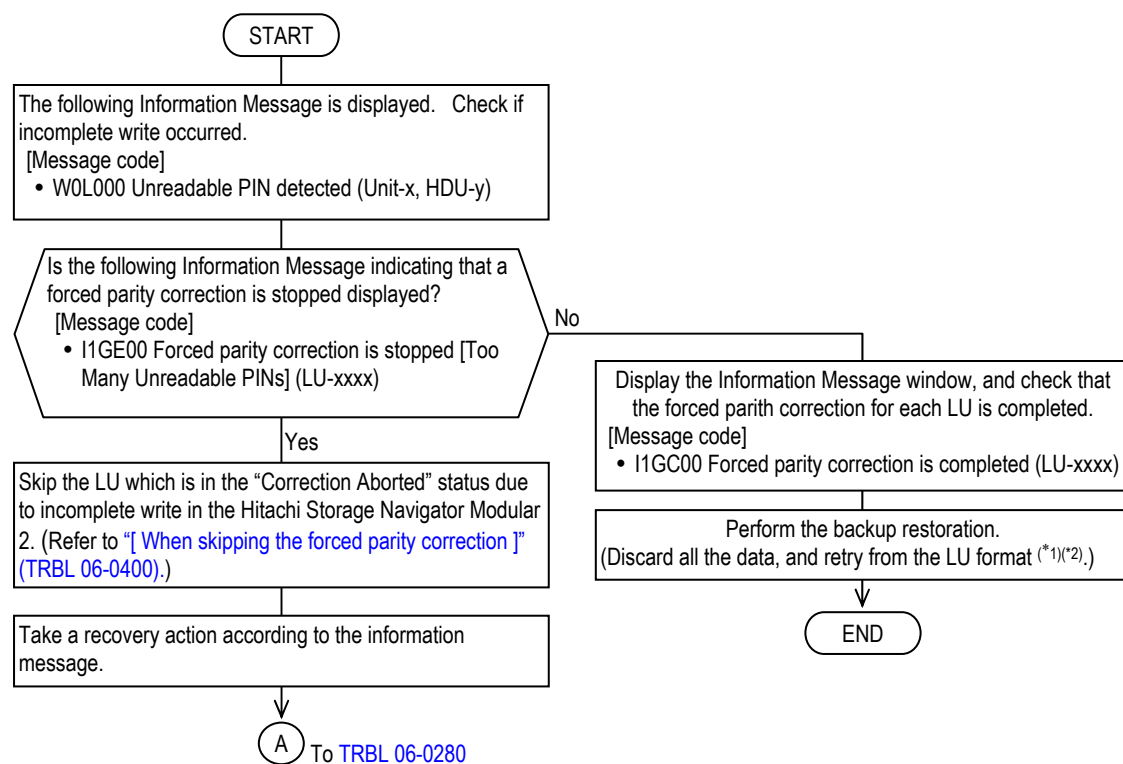 START
The following Information Message is displayed.   Check if
incomplete write occurred.
[Message code]
• W0L000 Unreadable PIN detected (Unit-x, HDU-y)
Is the following Information Message indicating that a
forced parity correction is stopped displayed?
[Message code]
• I1GE00 Forced parity correction is stopped [Too
Many Unreadable PINs] (LU-xxxx)
No
Yes
Skip the LU which is in the “Correction Aborted” status due
to incomplete write in the Hitachi Storage Navigator Modular
2. (Refer to “[ When skipping the forced parity correction ]”
(TRBL 06-0400).)
Take a recovery action according to the information
message.
A
To TRBL 06-0280
Display the Information Message window, and check that
the forced parith correction for each LU is completed.
[Message code]
• I1GC00 Forced parity correction is completed (LU-xxxx)
Perform the backup restoration.
(Discard all the data, and retry from the LU format (*1)(*2).)
END